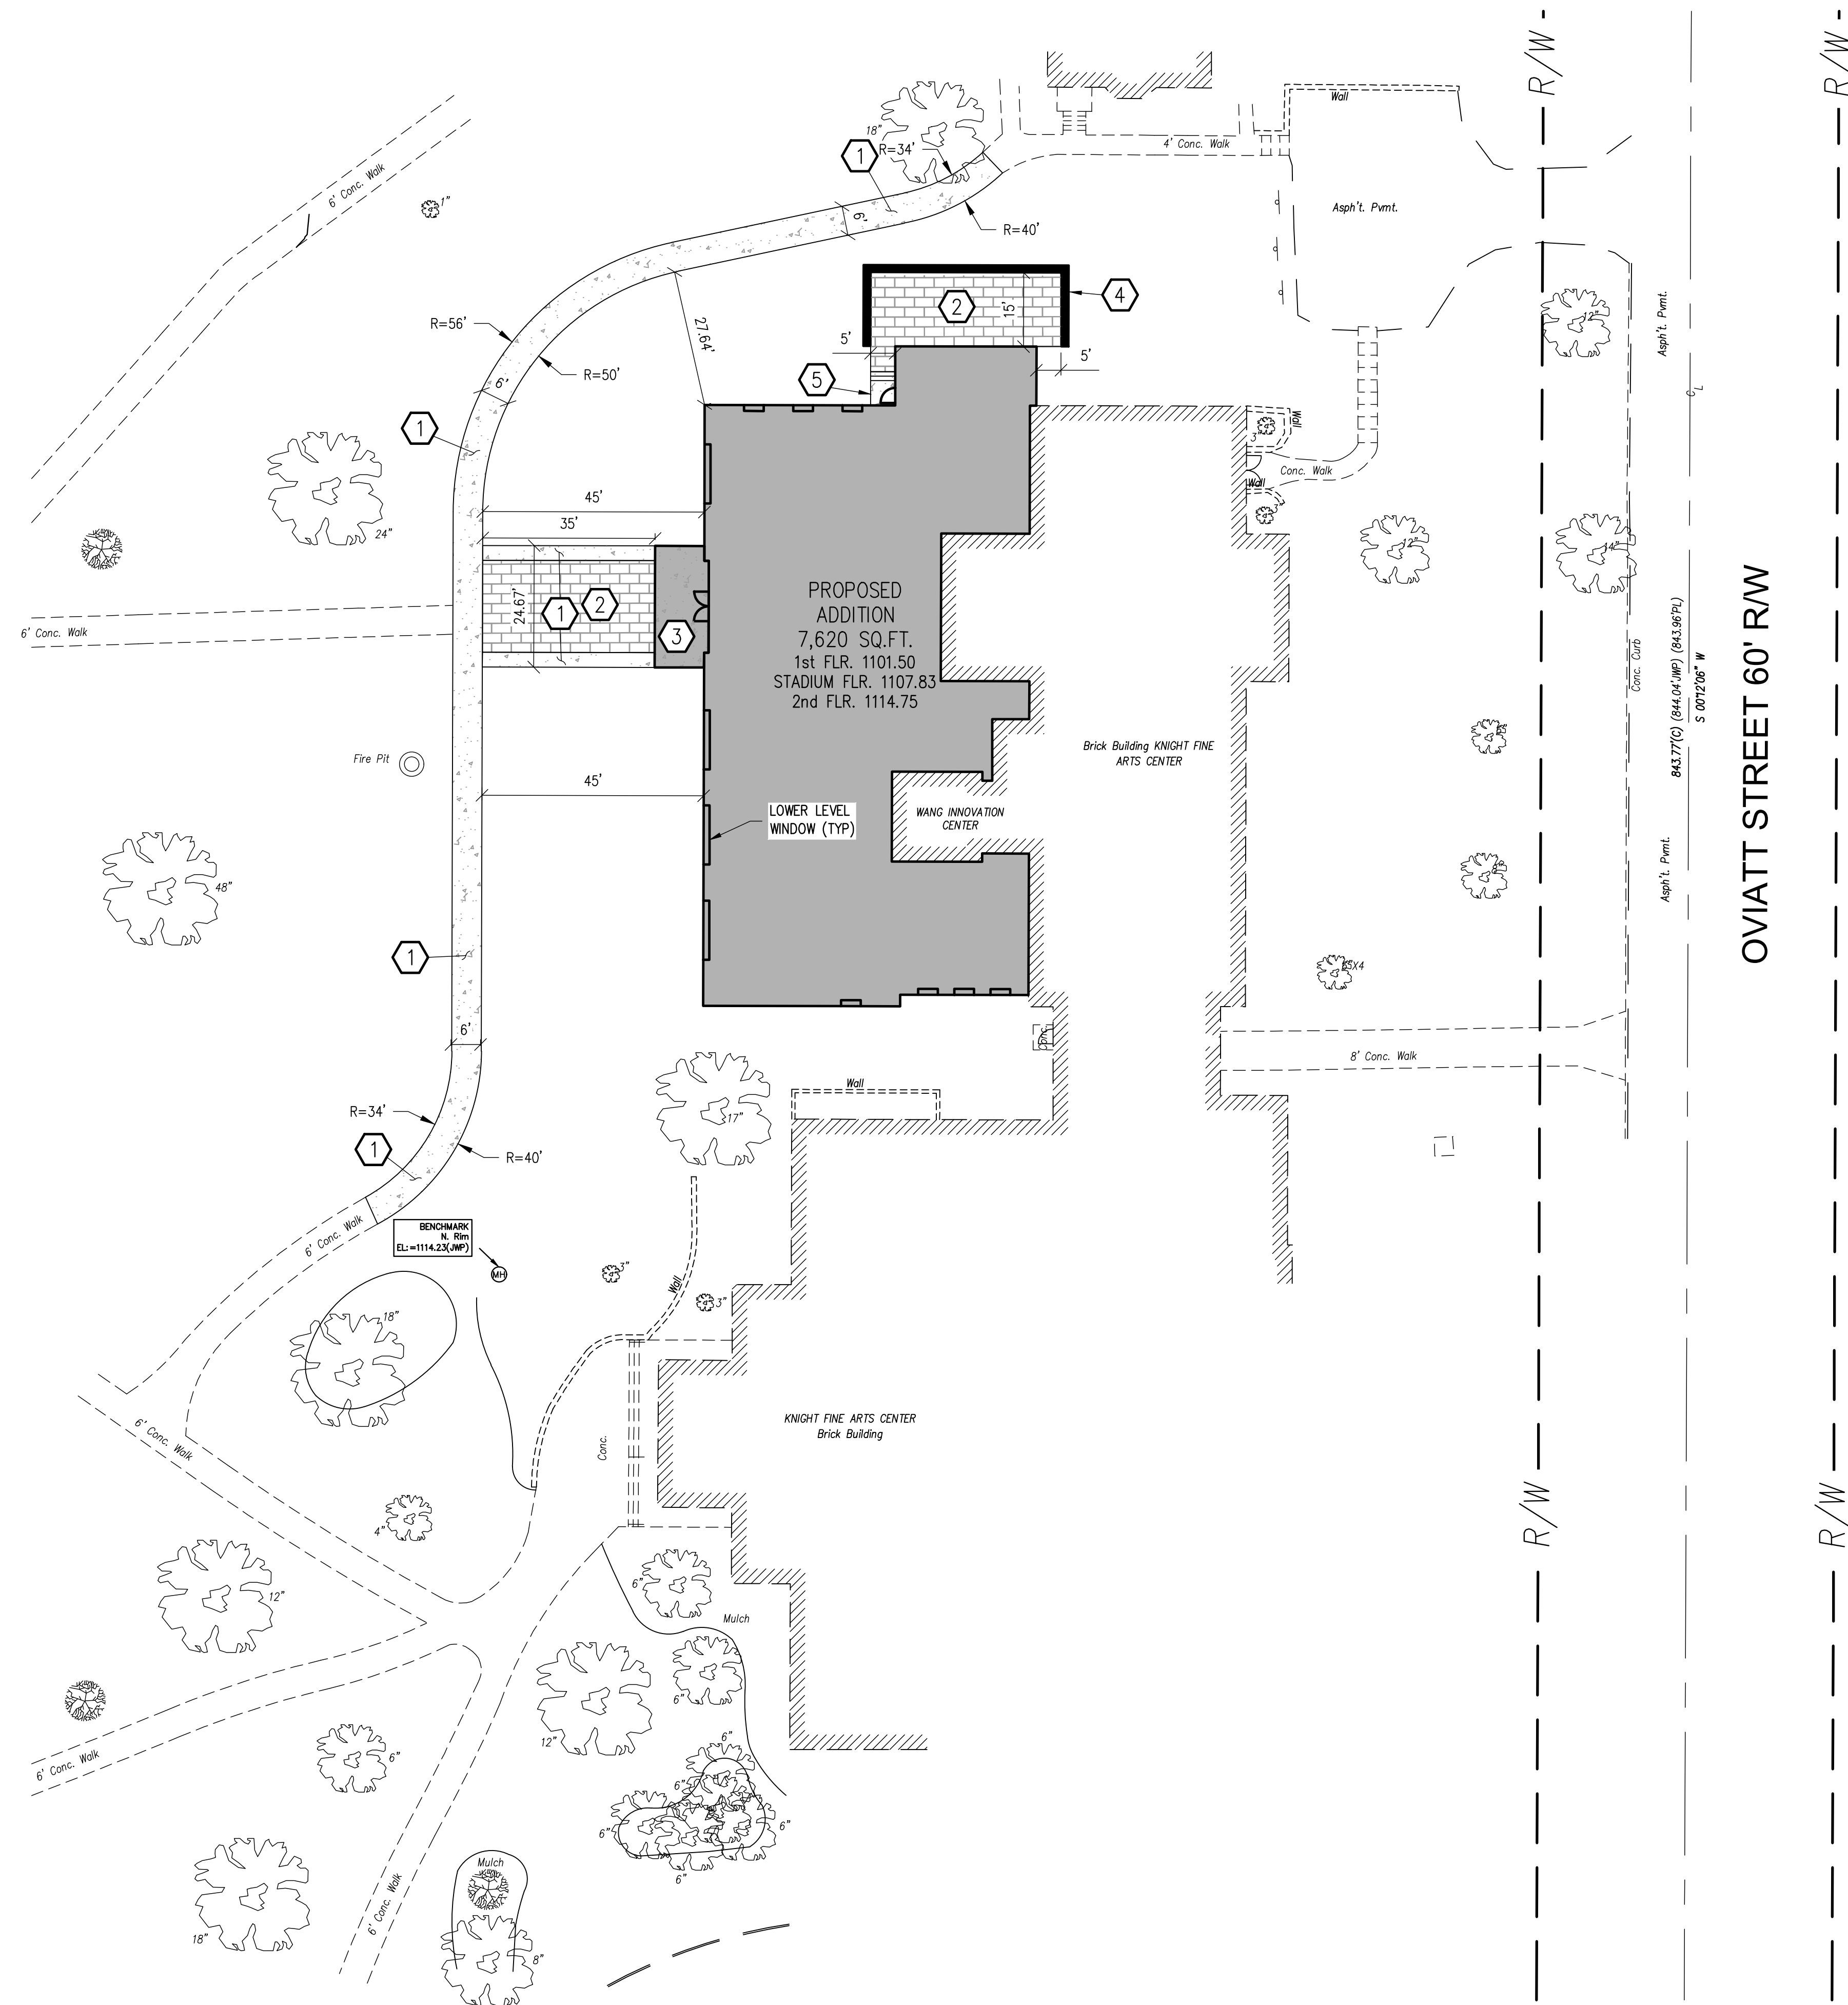 R/W
R/W
Wall
18"
R=34'
1
4' Conc. Walk
6' Conc. Walk
1"
Asph't. Pvmt.
6'
R=40'
2
4
15'
12"
Asph't. Pvmt.
R=56'
27.64'
5'
5'
R=50'
5
6'
CL
1
3"
Wall
Conc. Walk
Wall
3"
24"
45'
35'
12"
14"
PROPOSED
ADDITION
7,620 SQ.FT.
1st FLR. 1101.50
STADIUM FLR. 1107.83
2nd FLR. 1114.75
24.67'
1
2
3
6' Conc. Walk
OVIATT STREET 60' R/W
843.77'(C) (844.04'JWP) (843.96'PL)
S 00°12'06" W
Conc. Curb
Fire Pit
Brick Building KNIGHT FINE
ARTS CENTER
45'
LOWER LEVEL
WINDOW (TYP)
WANG INNOVATION
CENTER
Asph't. Pvmt.
48"
1
6'
Conc.
8' Conc. Walk
R=34'
1
R=40'
Wall
17"
6' Conc. Walk
BENCHMARK
N. Rim
EL:=1114.23(JWP)
MH
3"
Wall
3"
18"
6' Conc. Walk
KNIGHT FINE ARTS CENTER
Brick Building
Conc.
R/W
R/W
4"
12"
6"
Mulch
6"
12"
6' Conc. Walk
6"
6"
6"
6"
6"
6"
Mulch
18"
6' Conc. Walk
8"